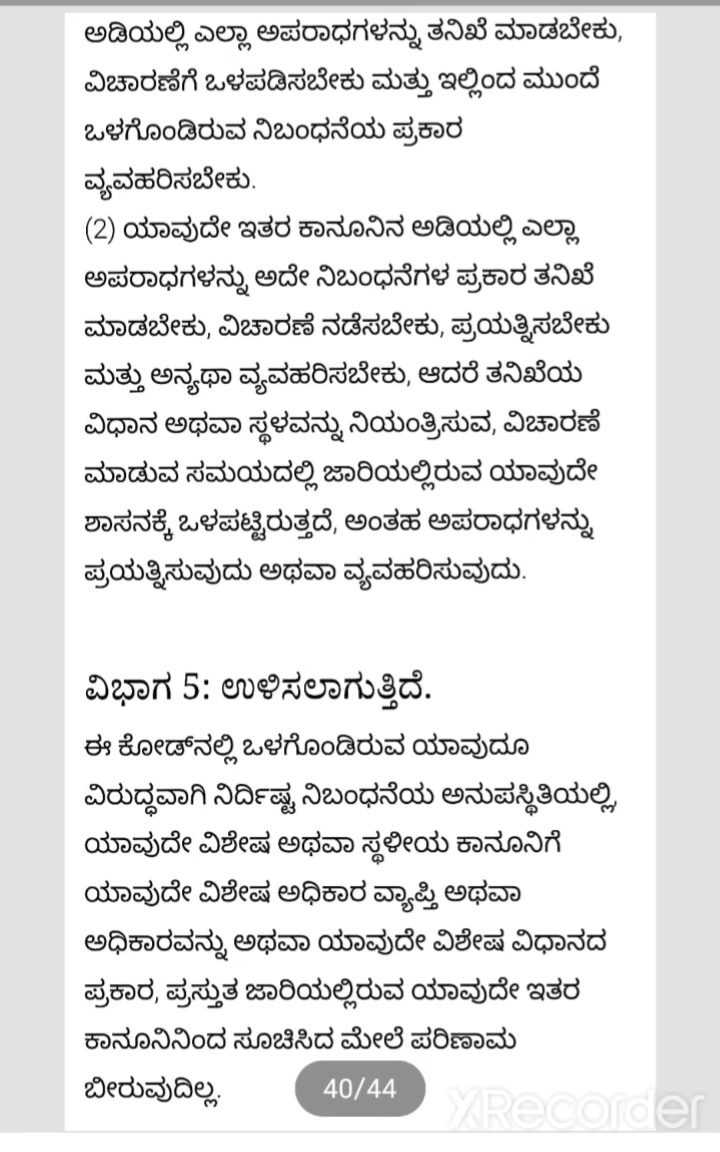 ಅಡಿಯಲ್ಲಿ ಎಲ್ಲಾ ಅಪರಾಧಗಳನ್ನು ತನಿಖೆ ಮಾಡಬೇಕು,
ವಿಚಾರಣೆಗೆ ಒಳಪಡಿಸಬೇಕು ಮತ್ತು ಇಲ್ಲಿಂದ ಮುಂದೆ
ಒಳಗೊಂಡಿರುವ ನಿಬಂಧನೆಯ ಪ್ರಕಾರ
ವ್ಯವಹರಿಸಬೇಕು.
(2) ಯಾವುದೇ ಇತರ ಕಾನೂನಿನ ಅಡಿಯಲ್ಲಿ ಎಲ್ಲಾ
ಅಪರಾಧಗಳನ್ನು ಅದೇ ನಿಬಂಧನೆಗಳ ಪ್ರಕಾರ ತನಿಖೆ
ಮಾಡಬೇಕು, ವಿಚಾರಣೆ ನಡೆಸಬೇಕು, ಪ್ರಯತ್ನಿಸಬೇಕು
ಮತ್ತು ಅನ್ಯಥಾ ವ್ಯವಹರಿಸಬೇಕು, ಆದರೆ ತನಿಖೆಯ
ವಿಧಾನ ಅಥವಾ ಸ್ಥಳವನ್ನು ನಿಯಂತ್ರಿಸುವ, ವಿಚಾರಣೆ
ಮಾಡುವ ಸಮಯದಲ್ಲಿ ಜಾರಿಯಲ್ಲಿರುವ ಯಾವುದೇ
ಶಾಸನಕ್ಕೆ ಒಳಪಟ್ಟಿರುತ್ತದೆ, ಅಂತಹ ಅಪರಾಧಗಳನ್ನು
ಪ್ರಯತ್ನಿಸುವುದು ಅಥವಾ ವ್ಯವಹರಿಸುವುದು.
ವಿಭಾಗ 5: ಉಳಿಸಲಾಗುತ್ತಿದೆ.
ಈ ಕೋಡ್‌ನಲ್ಲಿ ಒಳಗೊಂಡಿರುವ ಯಾವುದೂ
ವಿರುದ್ಧವಾಗಿ ನಿರ್ದಿಷ್ಟ ನಿಬಂಧನೆಯ ಅನುಪಸ್ಥಿತಿಯಲ್ಲಿ,
ಯಾವುದೇ ವಿಶೇಷ ಅಥವಾ ಸ್ಥಳೀಯ ಕಾನೂನಿಗೆ
ಯಾವುದೇ ವಿಶೇಷ ಅಧಿಕಾರ ವ್ಯಾಪ್ತಿ ಅಥವಾ
ಅಧಿಕಾರವನ್ನು ಅಥವಾ ಯಾವುದೇ ವಿಶೇಷ ವಿಧಾನದ
ಪ್ರಕಾರ, ಪ್ರಸ್ತುತ ಜಾರಿಯಲ್ಲಿರುವ ಯಾವುದೇ ಇತರ
ಕಾನೂನಿನಿಂದ ಸೂಚಿಸಿದ ಮೇಲೆ ಪರಿಣಾಮ
ಬೀರುವುದಿಲ್ಲ.
40/44
XRecorder